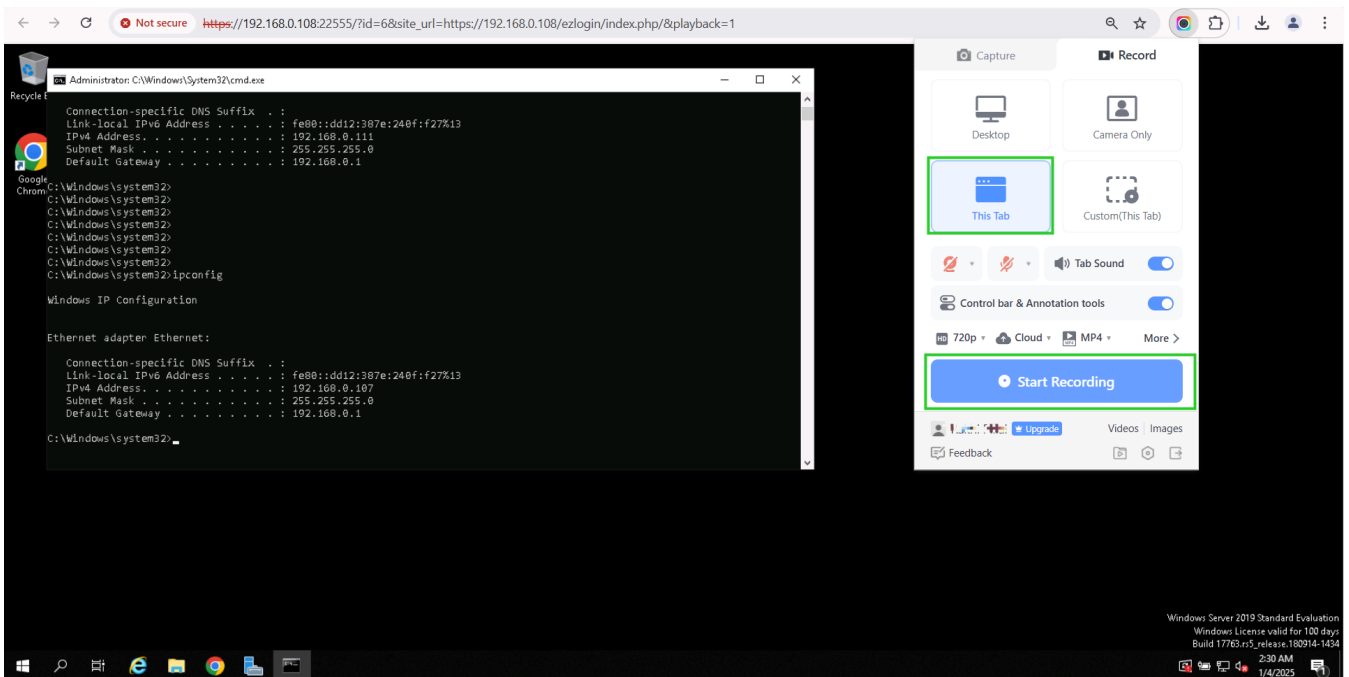 Not secure https://192.168.0.108:22555/?id=6&site_url=https://192.168.0.108/ezlogin/index.php/&playback=1
Recycle
Google
Chrom
Administrator: C:\Windows\System32\cmd.exe
Connection-specific DNS Suffix . :
Link-local IPv6 Address . . . . . : fe80::dd12:387e:240f:f27%13
IPv4 Address. . . . . . . . . . . : 192.168.0.111
Subnet Mask . . . . . . . . . . . : 255.255.255.0
Default Gateway . . . . . . . . . : 192.168.0.1
C:\Windows\system32>
C:\Windows\system32>
C:\Windows\system32>
C:\Windows\system32>
C:\Windows\system32>
C:\Windows\system32>
C:\Windows\system32>
C:\Windows\system32>ipconfig
Windows IP Configuration
Ethernet adapter Ethernet:
Connection-specific DNS Suffix . :
Link-local IPv6 Address . . . . . : fe80::dd12:387e:240f:f27%13
IPv4 Address. . . . . . . . . . . : 192.168.0.107
Subnet Mask . . . . . . . . . . . : 255.255.255.0
Default Gateway . . . . . . . . . : 192.168.0.1
C:\Windows\system32>
Capture Record
Desktop Camera Only
This Tab Custom(This Tab)
Tab Sound
Control bar & Annotation tools
HD 720p Cloud MP4 More >
Start Recording
Upgrade Videos Images
Feedback
Windows Server 2019 Standard Evaluation
Windows License valid for 100 days
Build 17763.rs5_release.180914-1434
2:30 AM
1/4/2025